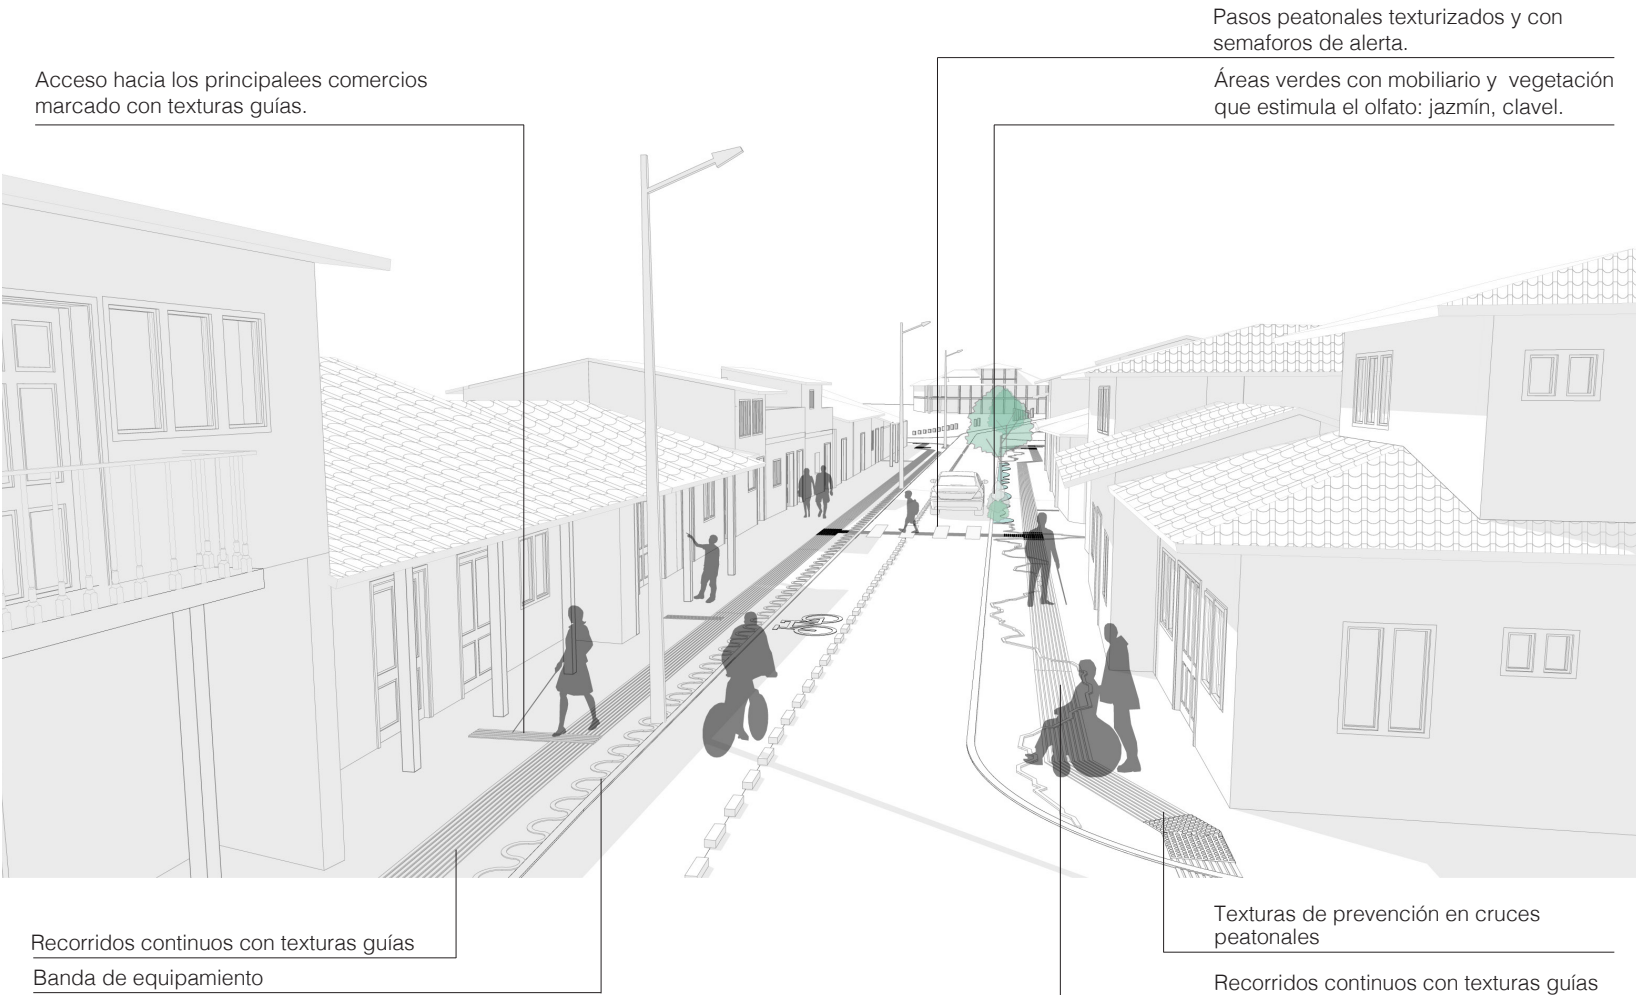 Pasos peatonales texturizados y con
semaforos de alerta.
Acceso hacia los principalees comercios
marcado con texturas guías.
Áreas verdes con mobiliario y vegetación
que estimula el olfato: jazmín, clavel.
Recorridos continuos con texturas guías
Banda de equipamiento
Texturas de prevención en cruces
peatonales
Recorridos continuos con texturas guías